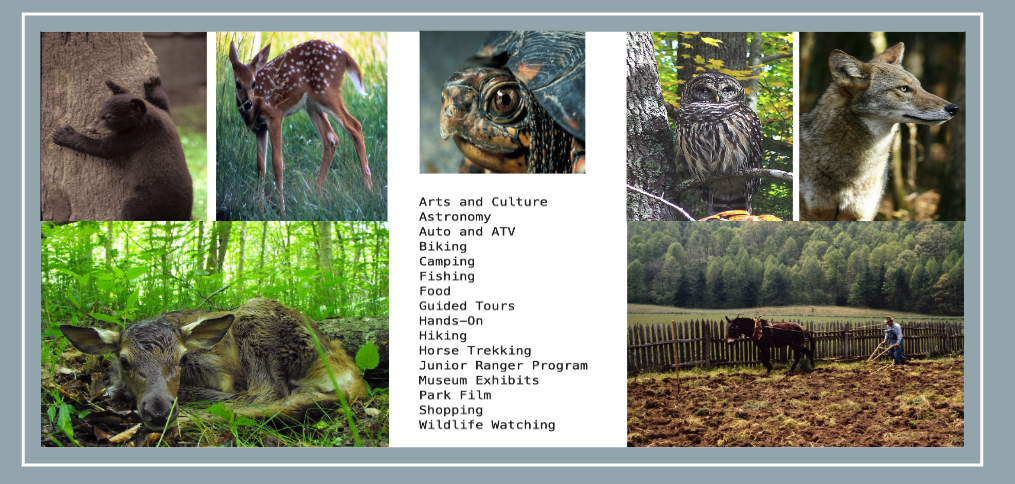 Arts and Culture
Astronomy
Auto and ATV
Biking
Camping
Fishing
Food
Guided Tours
Hands-On
Hiking
Horse Trekking
Junior Ranger Program
Museum Exhibits
Park Film
Shopping
Wildlife Watching